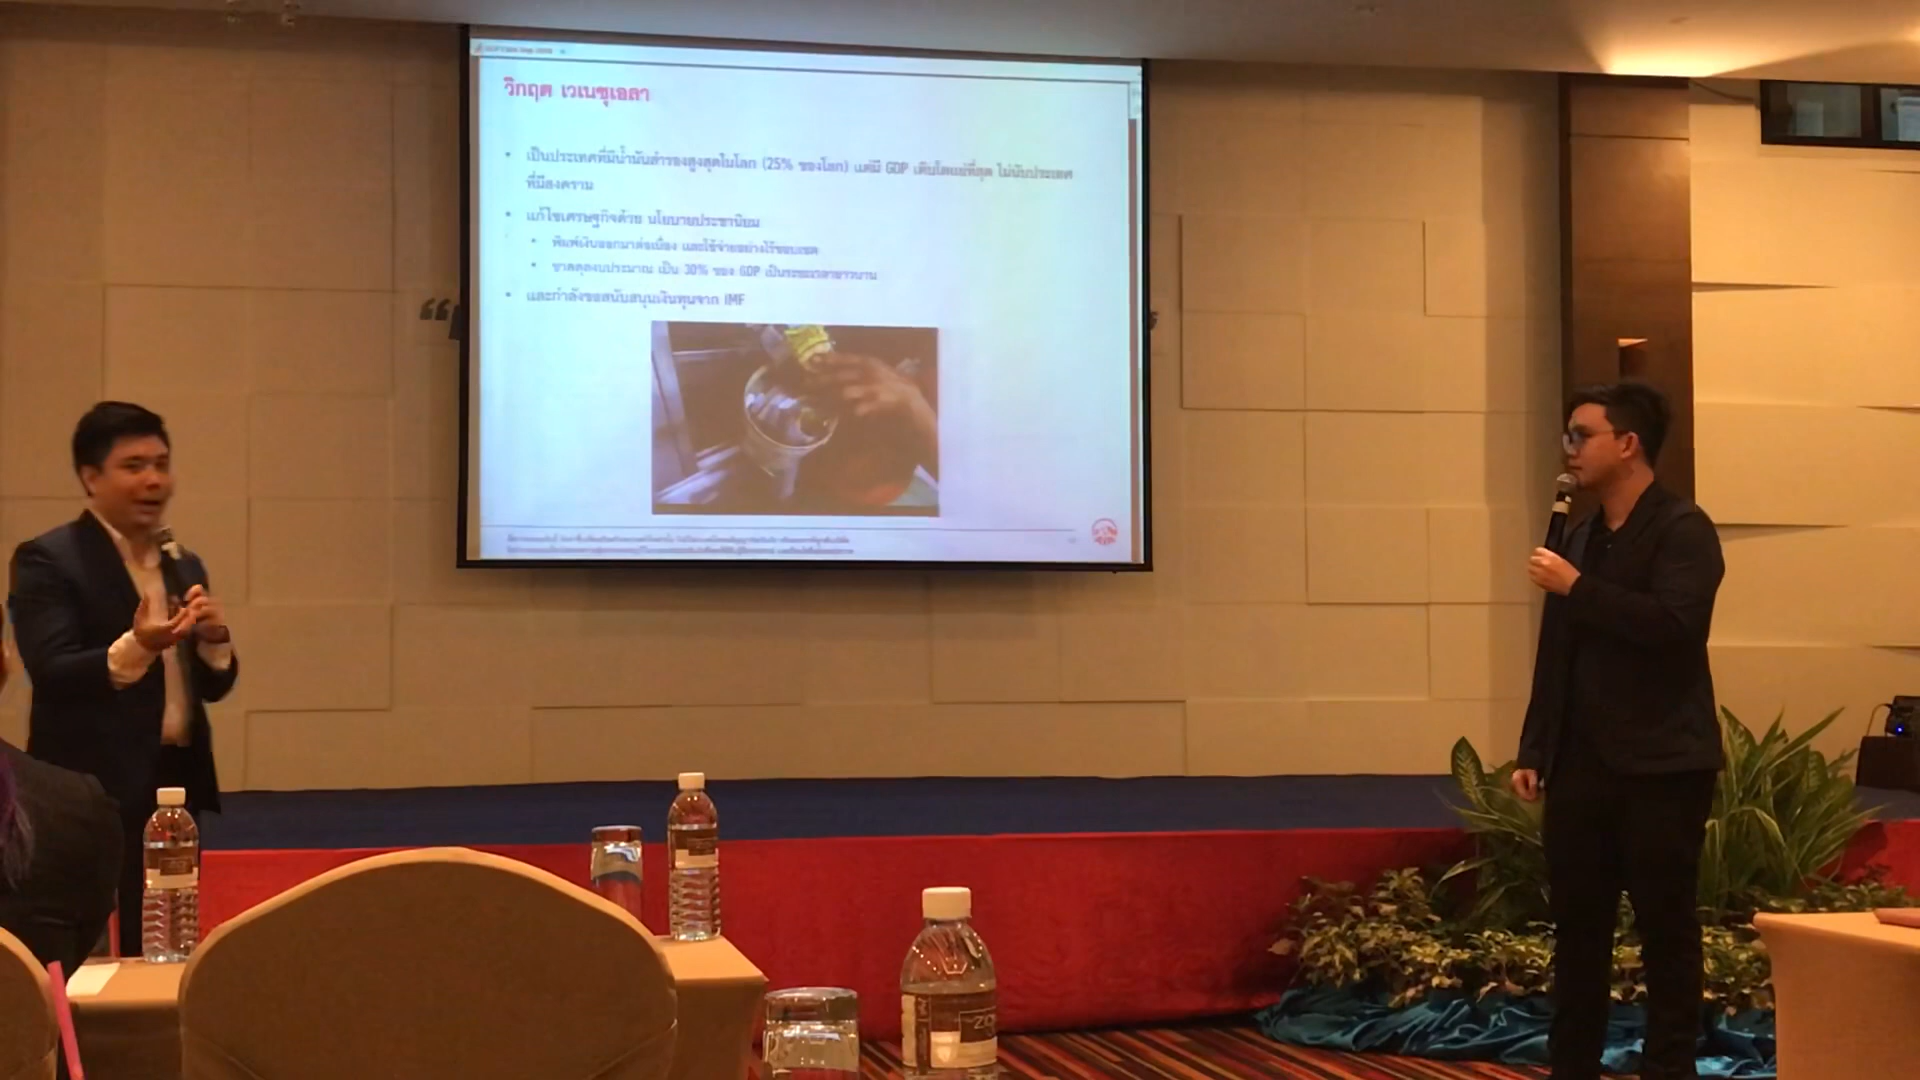 วิกฤต เวเนซุเอลา
• เป็นประเทศที่มีน้ำมันสำรองสูงสุดในโลก (25% ของโลก) แต่มี GDP เติบโตแย่ที่สุด ไม่นับประเทศ
ที่มีสงคราม
• แก้ไขเศรษฐกิจด้วย นโยบายประชานิยม
• พิมพ์เงินออกมาต่อเนื่อง และใช้จ่ายอย่างไร้ขอบเขต
• ขาดดุลงบประมาณ เป็น 30% ของ GDP เป็นระยะเวลายาวนาน
• และกำลังขอสนับสนุนเงินทุนจาก IMF